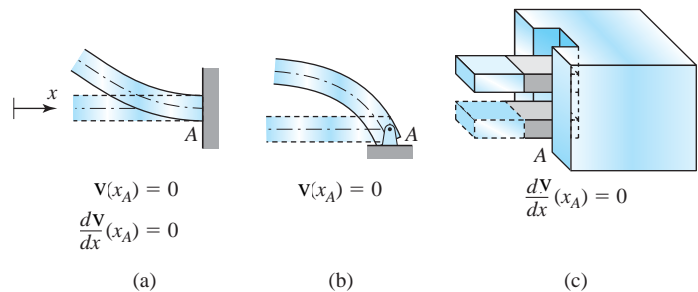 x
A
A
A
v(x_A) = 0
dv/dx (x_A) = 0
v(x_A) = 0
dv/dx (x_A) = 0
(a)
(b)
(c)